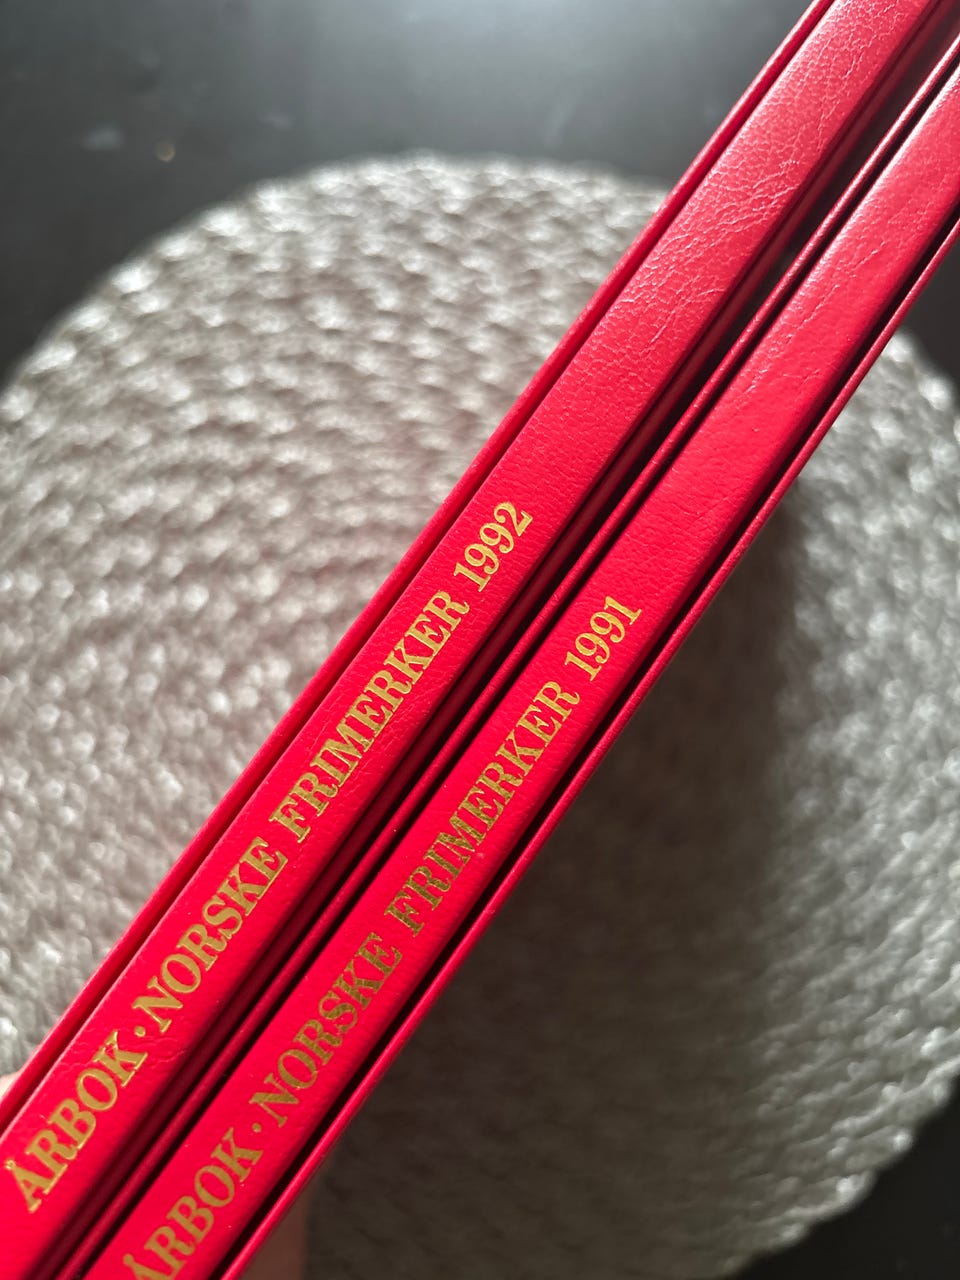 ÅRBOK · NORSKE FRIMERKER 1992
ÅRBOK · NORSKE FRIMERKER 1991